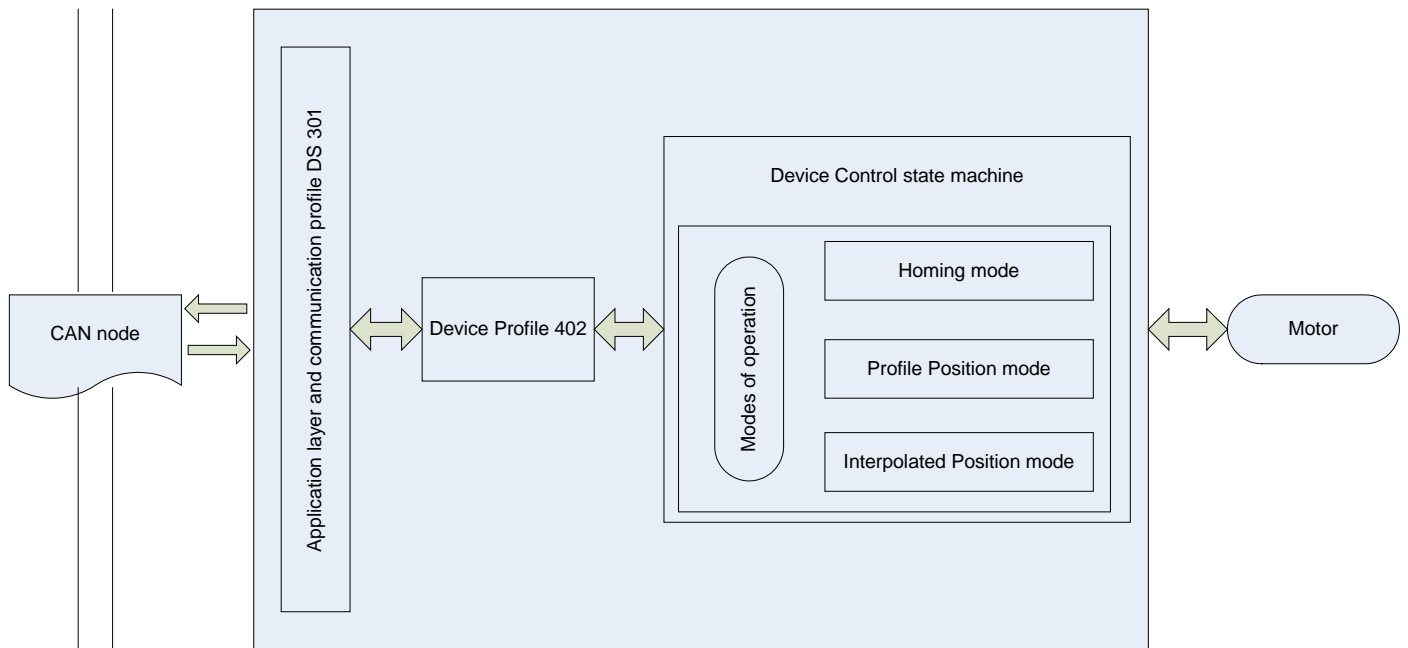 CAN node
Application layer and communication profile DS 301
Device Profile 402
Device Control state machine
Modes of operation
Homing mode
Profile Position mode
Interpolated Position mode
Motor